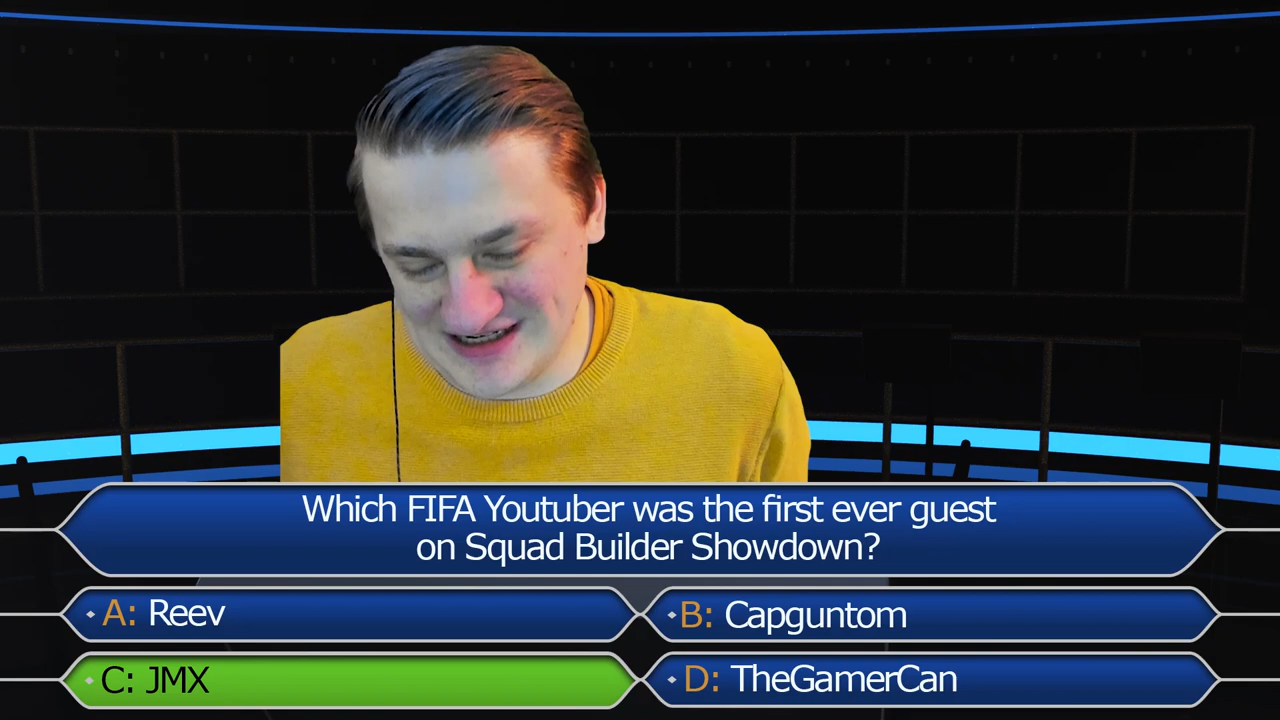 Which FIFA Youtuber was the first ever guest
on Squad Builder Showdown?
A: Reev
B: Capguntom
C: JMX
D: TheGamerCan